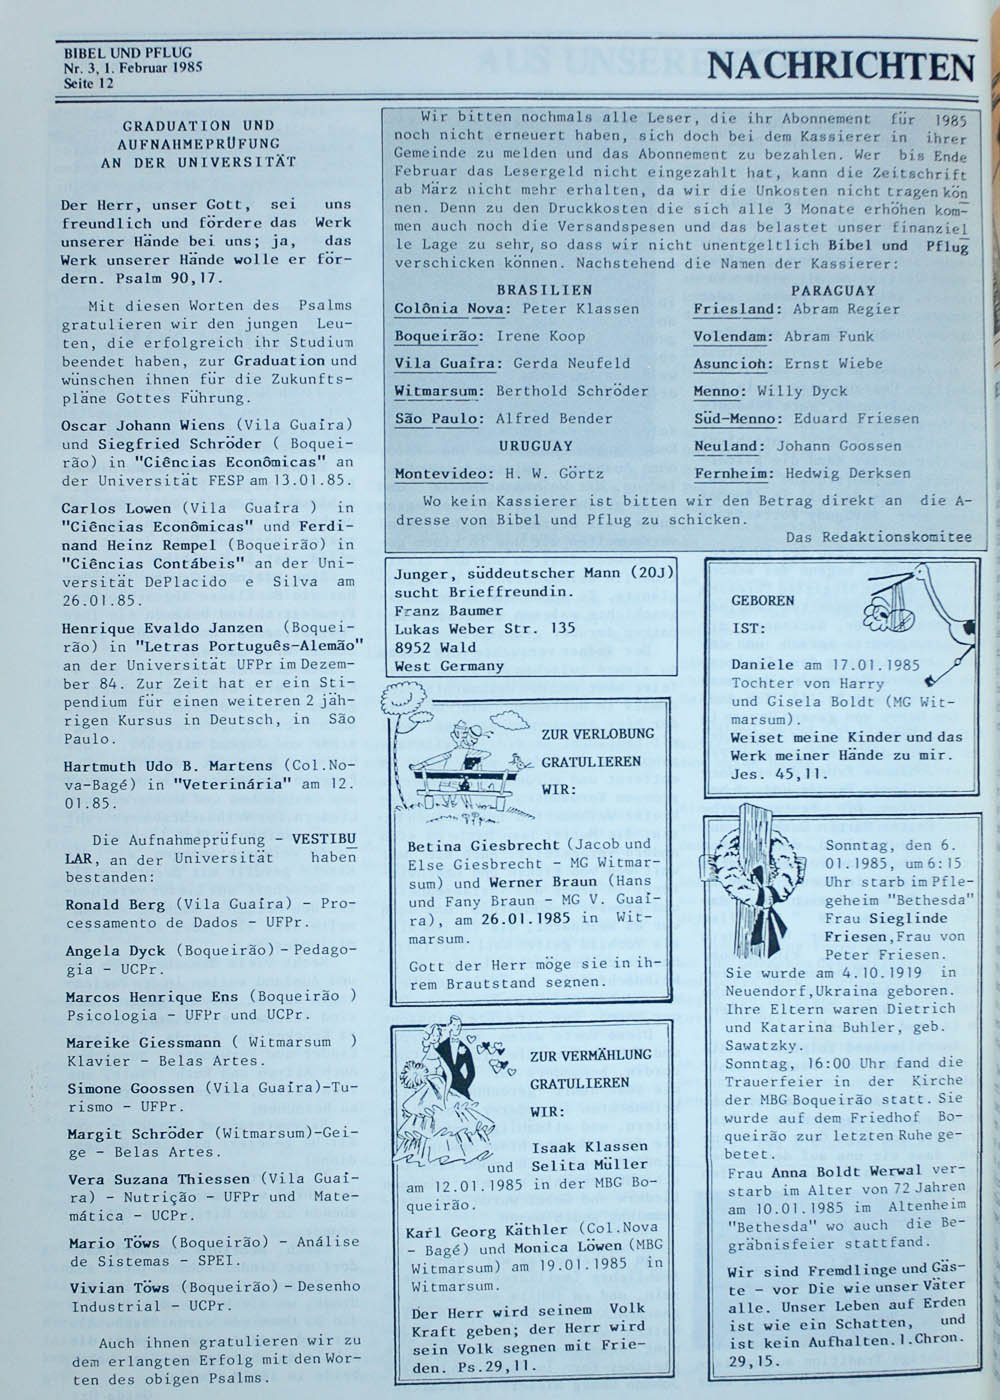 BIBEL UND PFLUG
Nr. 3, 1. Februar 1985
Seite 12
NACHRICHTEN
GRADUATION UND
AUFNAHMEPRÜFUNG
AN DER UNIVERSITÄT
Der Herr, unser Gott, sei uns
freundlich und fördere das Werk
unserer Hände bei uns; ja, das
Werk unserer Hände wolle er för-
dern. Psalm 90,17.
Mit diesen Worten des Psalms
gratulieren wir den jungen Leu-
ten, die erfolgreich ihr Studium
beendet haben, zur Graduation und
wünschen ihnen für die Zukunfts-
pläne Gottes Führung.
Oscar Johann Wiens (Vila Guaíra)
und Siegfried Schröder ( Boquei-
rão) in "Ciências Econômicas" an
der Universität FESP am 13.01.85.
Carlos Lowen (Vila Guaíra ) in
"Ciências Econômicas" und Ferdi-
nand Heinz Rempel (Boqueirão) in
"Ciências Contábeis" an der Uni-
versität DePlacido e Silva am
26.01.85.
Henrique Evaldo Janzen (Boquei-
rão) in "Letras Português-Alemão"
an der Universität UFPr im Dezem-
ber 84. Zur Zeit hat er ein Sti-
pendium für einen weiteren 2 jäh-
rigen Kursus in Deutsch, in São
Paulo.
Hartmuth Udo B. Martens (Col.No-
va-Bagé) in "Veterinária" am 12.
01.85.
Die Aufnahmeprüfung - VESTIBU
LAR, an der Universität haben
bestanden:
Ronald Berg (Vila Guaíra) - Pro-
cessamento de Dados - UFPr.
Angela Dyck (Boqueirão) - Pedago-
gia - UCPr.
Marcos Henrique Ens (Boqueirão )
Psicologia - UFPr und UCPr.
Mareike Giessmann ( Witmarsum )
Klavier - Belas Artes.
Simone Goossen (Vila Guaíra)-Tu-
rismo - UFPr.
Margit Schröder (Witmarsum)-Gei-
ge - Belas Artes.
Vera Suzana Thiessen (Vila Guaí-
ra) - Nutrição - UFPr und Mate-
mática - UCPr.
Mario Töws (Boqueirão) - Análise
de Sistemas - SPEI.
Vivian Töws (Boqueirão) - Desenho
Industrial - UCPr.
Auch ihnen gratulieren wir zu
dem erlangten Erfolg mit den Wor-
ten des obigen Psalms.
Wir bitten nochmals alle Leser, die ihr Abonnement für 1985
noch nicht erneuert haben, sich doch bei dem Kassierer in ihrer
Gemeinde zu melden und das Abonnement zu bezahlen. Wer bis Ende
Februar das Lesergeld nicht eingezahlt hat, kann die Zeitschrift
ab März nicht mehr erhalten, da wir die Unkosten nicht tragen kön
nen. Denn zu den Druckkosten die sich alle 3 Monate erhöhen kom-
men auch noch die Versandspesen und das belastet unser finanziel
le Lage zu sehr, so dass wir nicht unentgeltlich Bibel und Pflug
verschicken können. Nachstehend die Namen der Kassierer:
BRASILIEN
Colônia Nova: Peter Klassen
Boqueirão: Irene Koop
Vila Guaíra: Gerda Neufeld
Witmarsum: Berthold Schröder
São Paulo: Alfred Bender
URUGUAY
Montevideo: H. W. Görtz
PARAGUAY
Friesland: Abram Regier
Volendam: Abram Funk
Asuncion: Ernst Wiebe
Menno: Willy Dyck
Süd-Menno: Eduard Friesen
Neuland: Johann Goossen
Fernheim: Hedwig Derksen
Wo kein Kassierer ist bitten wir den Betrag direkt an die A-
dresse von Bibel und Pflug zu schicken.
Das Redaktionskomitee
Junger, süddeutscher Mann (20J)
sucht Brieffreundin.
Franz Baumer
Lukas Weber Str. 135
8952 Wald
West Germany
ZUR VERLOBUNG
GRATULIEREN
WIR:
Betina Giesbrecht (Jacob und
Else Giesbrecht - MG Witmar-
sum) und Werner Braun (Hans
und Fany Braun - MG V. Guaí-
ra), am 26.01.1985 in Wit-
marsum.
Gott der Herr möge sie in ih-
rem Brautstand segnen.
ZUR VERMÄHLUNG
GRATULIEREN
WIR:
Isaak Klassen
und Selita Müller
am 12.01.1985 in der MBG Bo-
queirão.
Karl Georg Käthler (Col.Nova
- Bagé) und Monica Löwen (MBG
Witmarsum) am 19.01.1985 in
Witmarsum.
Der Herr wird seinem Volk
Kraft geben; der Herr wird
sein Volk segnen mit Frie-
den. Ps.29,11.
GEBOREN
IST:
Daniele am 17.01.1985
Tochter von Harry
und Gisela Boldt (MG Wit-
marsum).
Weiset meine Kinder und das
Werk meiner Hände zu mir.
Jes. 45,11.
Sonntag, den 6.
01.1985, um 6:15
Uhr starb im Pfle-
geheim "Bethesda"
Frau Sieglinde
Friesen, Frau von
Peter Friesen.
Sie wurde am 4.10.1919 in
Neuendorf,Ukraina geboren.
Ihre Eltern waren Dietrich
und Katarina Buhler, geb.
Sawatzky.
Sonntag, 16:00 Uhr fand die
Trauerfeier in der Kirche
der MBG Boqueirão statt. Sie
wurde auf dem Friedhof Bo-
queirão zur letzten Ruhe ge-
betet.
Frau Anna Boldt Werwal ver-
starb im Alter von 72 Jahren
am 10.01.1985 im Altenheim
"Bethesda" wo auch die Be-
gräbnisfeier stattfand.
Wir sind Fremdlinge und Gäs-
te - vor Die wie unser Väter
alle. Unser Leben auf Erden
ist wie ein Schatten, und
ist kein Aufhalten.1.Chron.
29,15.